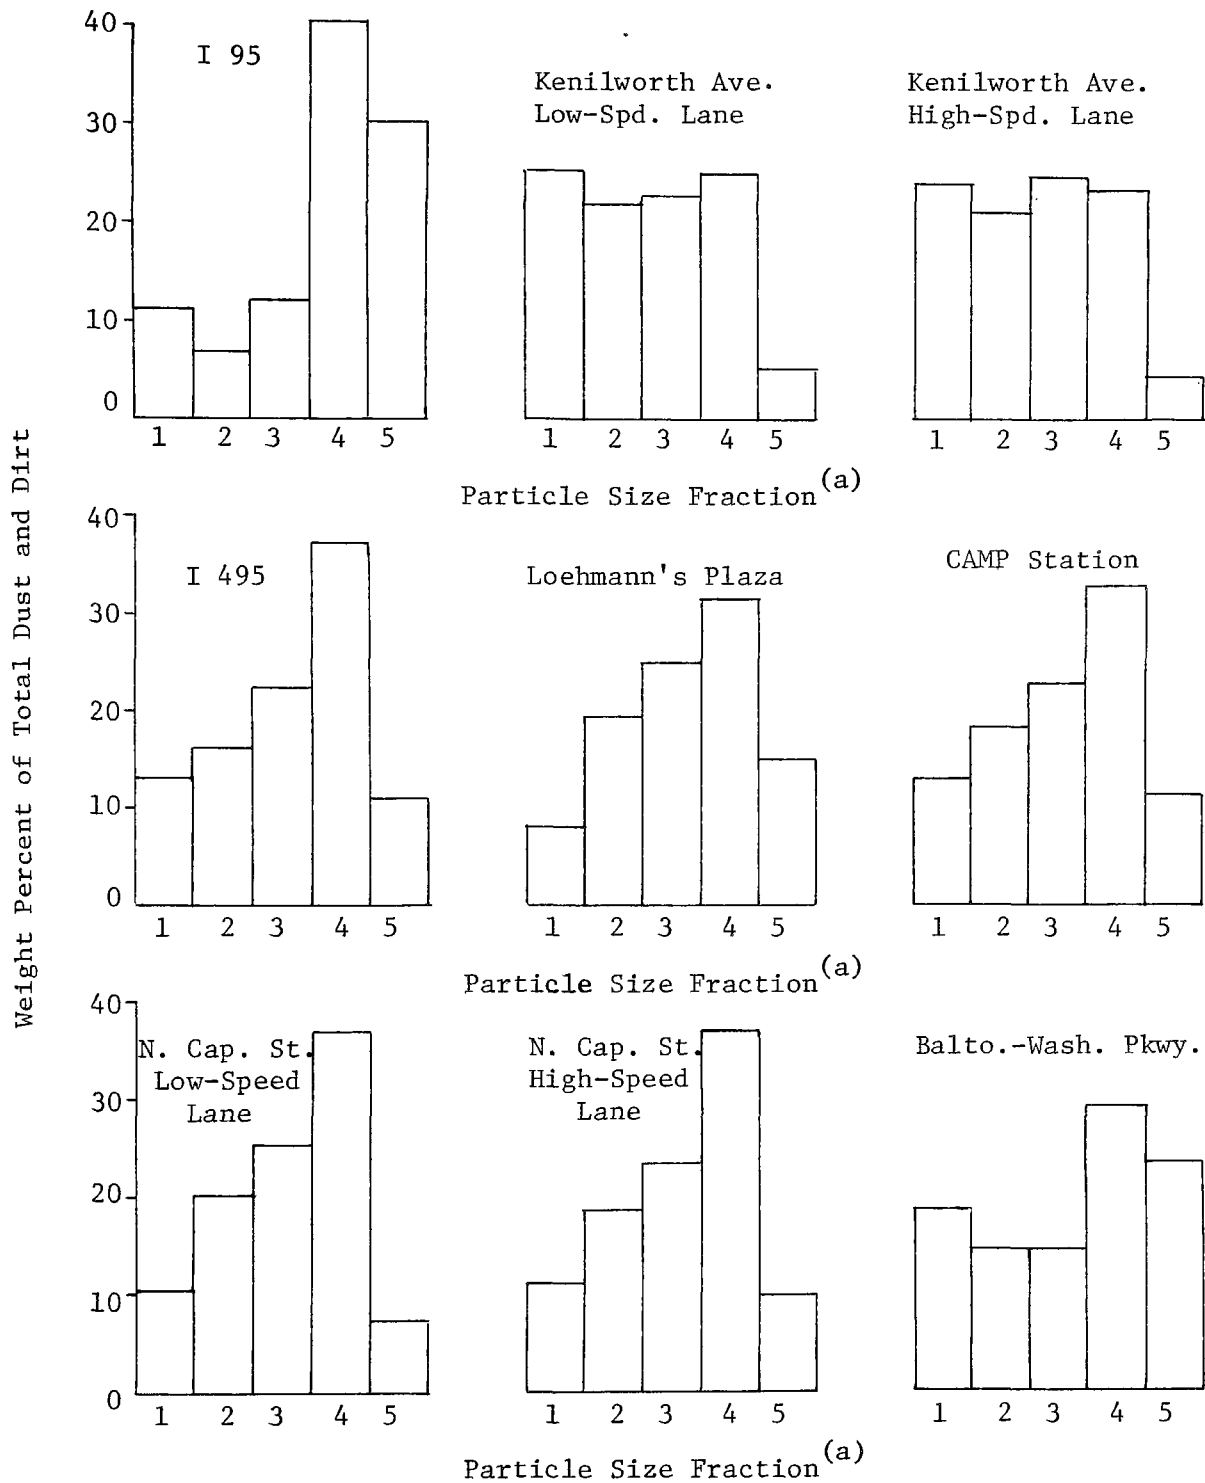 Weight Percent of Total Dust and Dirt
40
30
20
10
0
I 95
1 2 3 4 5
Kenilworth Ave.
Low-Spd. Lane
1 2 3 4 5
Kenilworth Ave.
High-Spd. Lane
1 2 3 4 5
Particle Size Fraction (a)
40
30
20
10
0
I 495
1 2 3 4 5
Loehmann's Plaza
1 2 3 4 5
CAMP Station
1 2 3 4 5
Particle Size Fraction (a)
40
30
20
10
0
N. Cap. St.
Low-Speed
Lane
1 2 3 4 5
N. Cap. St.
High-Speed
Lane
1 2 3 4 5
Balto.-Wash. Pkwy.
1 2 3 4 5
Particle Size Fraction (a)